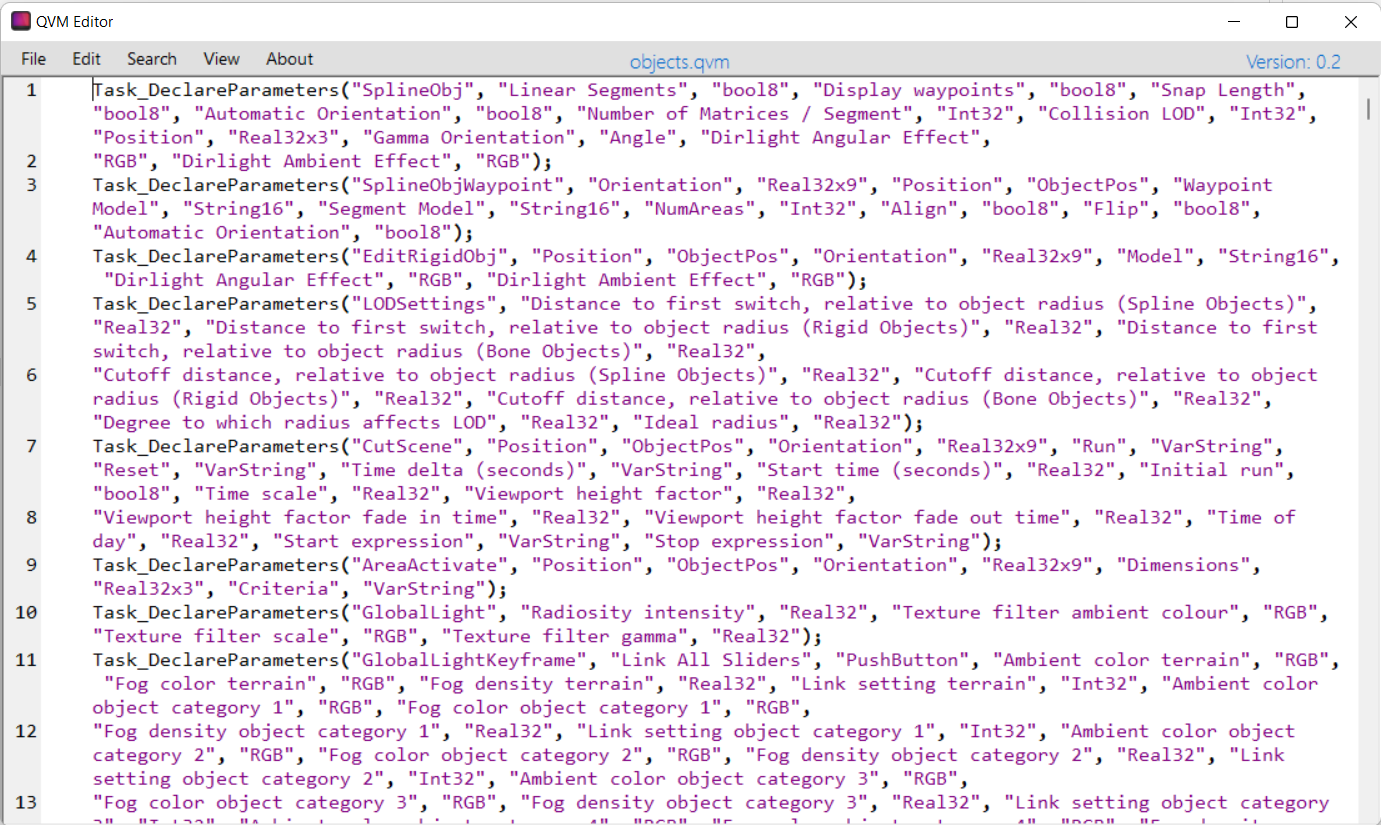 QVM Editor
File Edit Search View About objects.qvm Version: 0.2
1 Task_DeclareParameters("SplineObj", "Linear Segments", "bool8", "Display waypoints", "bool8", "Snap Length",
"bool8", "Automatic Orientation", "bool8", "Number of Matrices / Segment", "Int32", "Collision LOD", "Int32",
"Position", "Real32x3", "Gamma Orientation", "Angle", "Dirlight Angular Effect",
2 "RGB", "Dirlight Ambient Effect", "RGB");
3 Task_DeclareParameters("SplineObjWaypoint", "Orientation", "Real32x9", "Position", "ObjectPos", "Waypoint
Model", "String16", "Segment Model", "String16", "NumAreas", "Int32", "Align", "bool8", "Flip", "bool8",
"Automatic Orientation", "bool8");
4 Task_DeclareParameters("EditRigidObj", "Position", "ObjectPos", "Orientation", "Real32x9", "Model", "String16",
"Dirlight Angular Effect", "RGB", "Dirlight Ambient Effect", "RGB");
5 Task_DeclareParameters("LODSettings", "Distance to first switch, relative to object radius (Spline Objects)",
"Real32", "Distance to first switch, relative to object radius (Rigid Objects)", "Real32", "Distance to first
switch, relative to object radius (Bone Objects)", "Real32",
6 "Cutoff distance, relative to object radius (Spline Objects)", "Real32", "Cutoff distance, relative to object
radius (Rigid Objects)", "Real32", "Cutoff distance, relative to object radius (Bone Objects)", "Real32",
"Degree to which radius affects LOD", "Real32", "Ideal radius", "Real32");
7 Task_DeclareParameters("CutScene", "Position", "ObjectPos", "Orientation", "Real32x9", "Run", "VarString",
"Reset", "VarString", "Time delta (seconds)", "VarString", "Start time (seconds)", "Real32", "Initial run",
"bool8", "Time scale", "Real32", "Viewport height factor", "Real32",
8 "Viewport height factor fade in time", "Real32", "Viewport height factor fade out time", "Real32", "Time of
day", "Real32", "Start expression", "VarString", "Stop expression", "VarString");
9 Task_DeclareParameters("AreaActivate", "Position", "ObjectPos", "Orientation", "Real32x9", "Dimensions",
"Real32x3", "Criteria", "VarString");
10 Task_DeclareParameters("GlobalLight", "Radiosity intensity", "Real32", "Texture filter ambient colour", "RGB",
"Texture filter scale", "RGB", "Texture filter gamma", "Real32");
11 Task_DeclareParameters("GlobalLightKeyframe", "Link All Sliders", "PushButton", "Ambient color terrain", "RGB",
"Fog color terrain", "RGB", "Fog density terrain", "Real32", "Link setting terrain", "Int32", "Ambient color
object category 1", "RGB", "Fog color object category 1", "RGB",
12 "Fog density object category 1", "Real32", "Link setting object category 1", "Int32", "Ambient color object
category 2", "RGB", "Fog color object category 2", "RGB", "Fog density object category 2", "Real32", "Link
setting object category 2", "Int32", "Ambient color object category 3", "RGB",
13 "Fog color object category 3", "RGB", "Fog density object category 3", "Real32", "Link setting object category